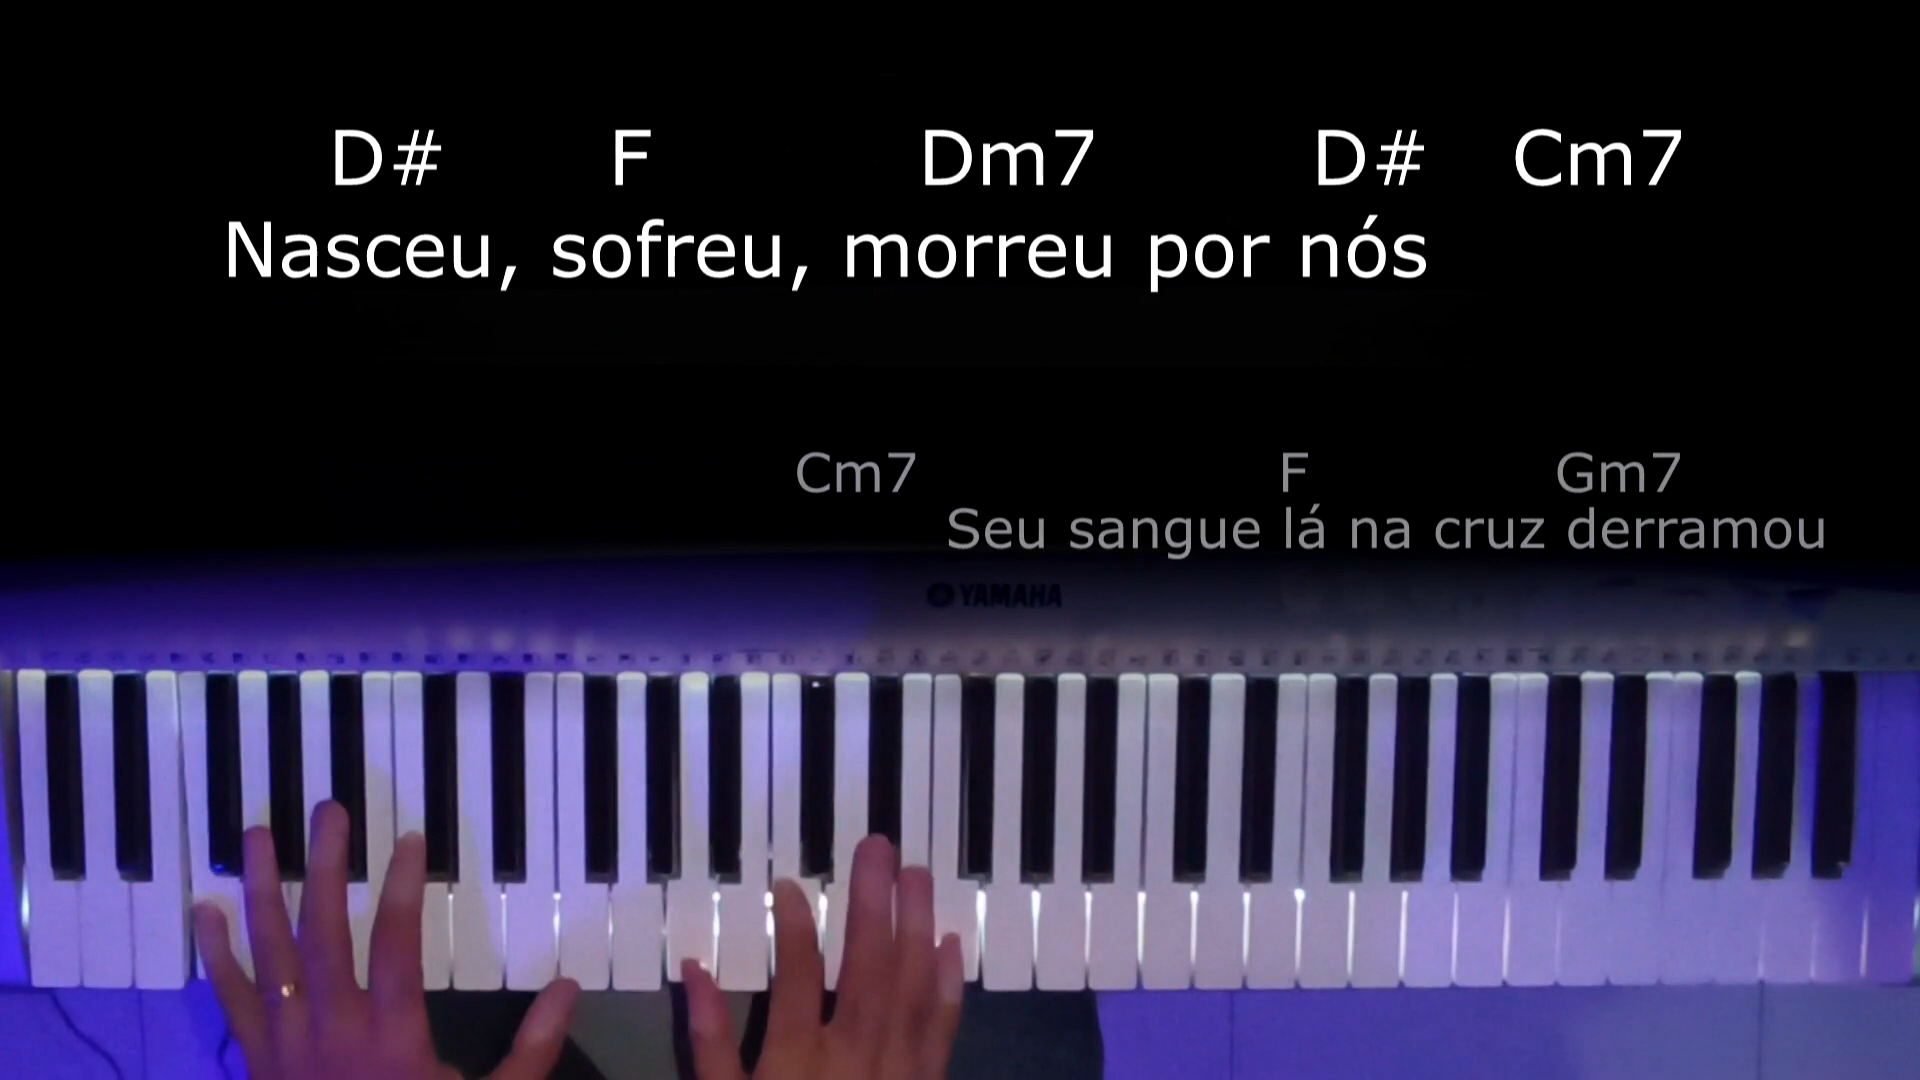 D# F Dm7 D# Cm7
Nasceu, sofreu, morreu por nós
Cm7 F Gm7
Seu sangue lá na cruz derramou
YAMAHA